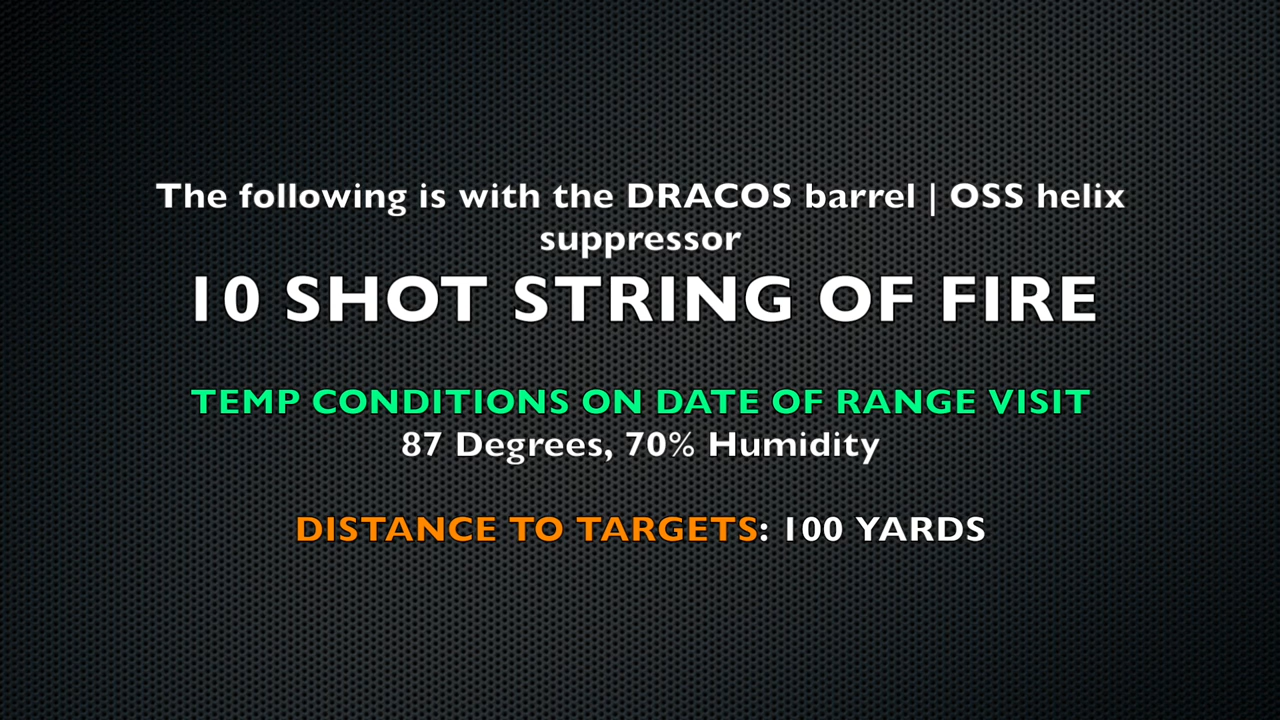 The following is with the DRACOS barrel | OSS helix
suppressor
10 SHOT STRING OF FIRE
TEMP CONDITIONS ON DATE OF RANGE VISIT
87 Degrees, 70% Humidity
DISTANCE TO TARGETS: 100 YARDS